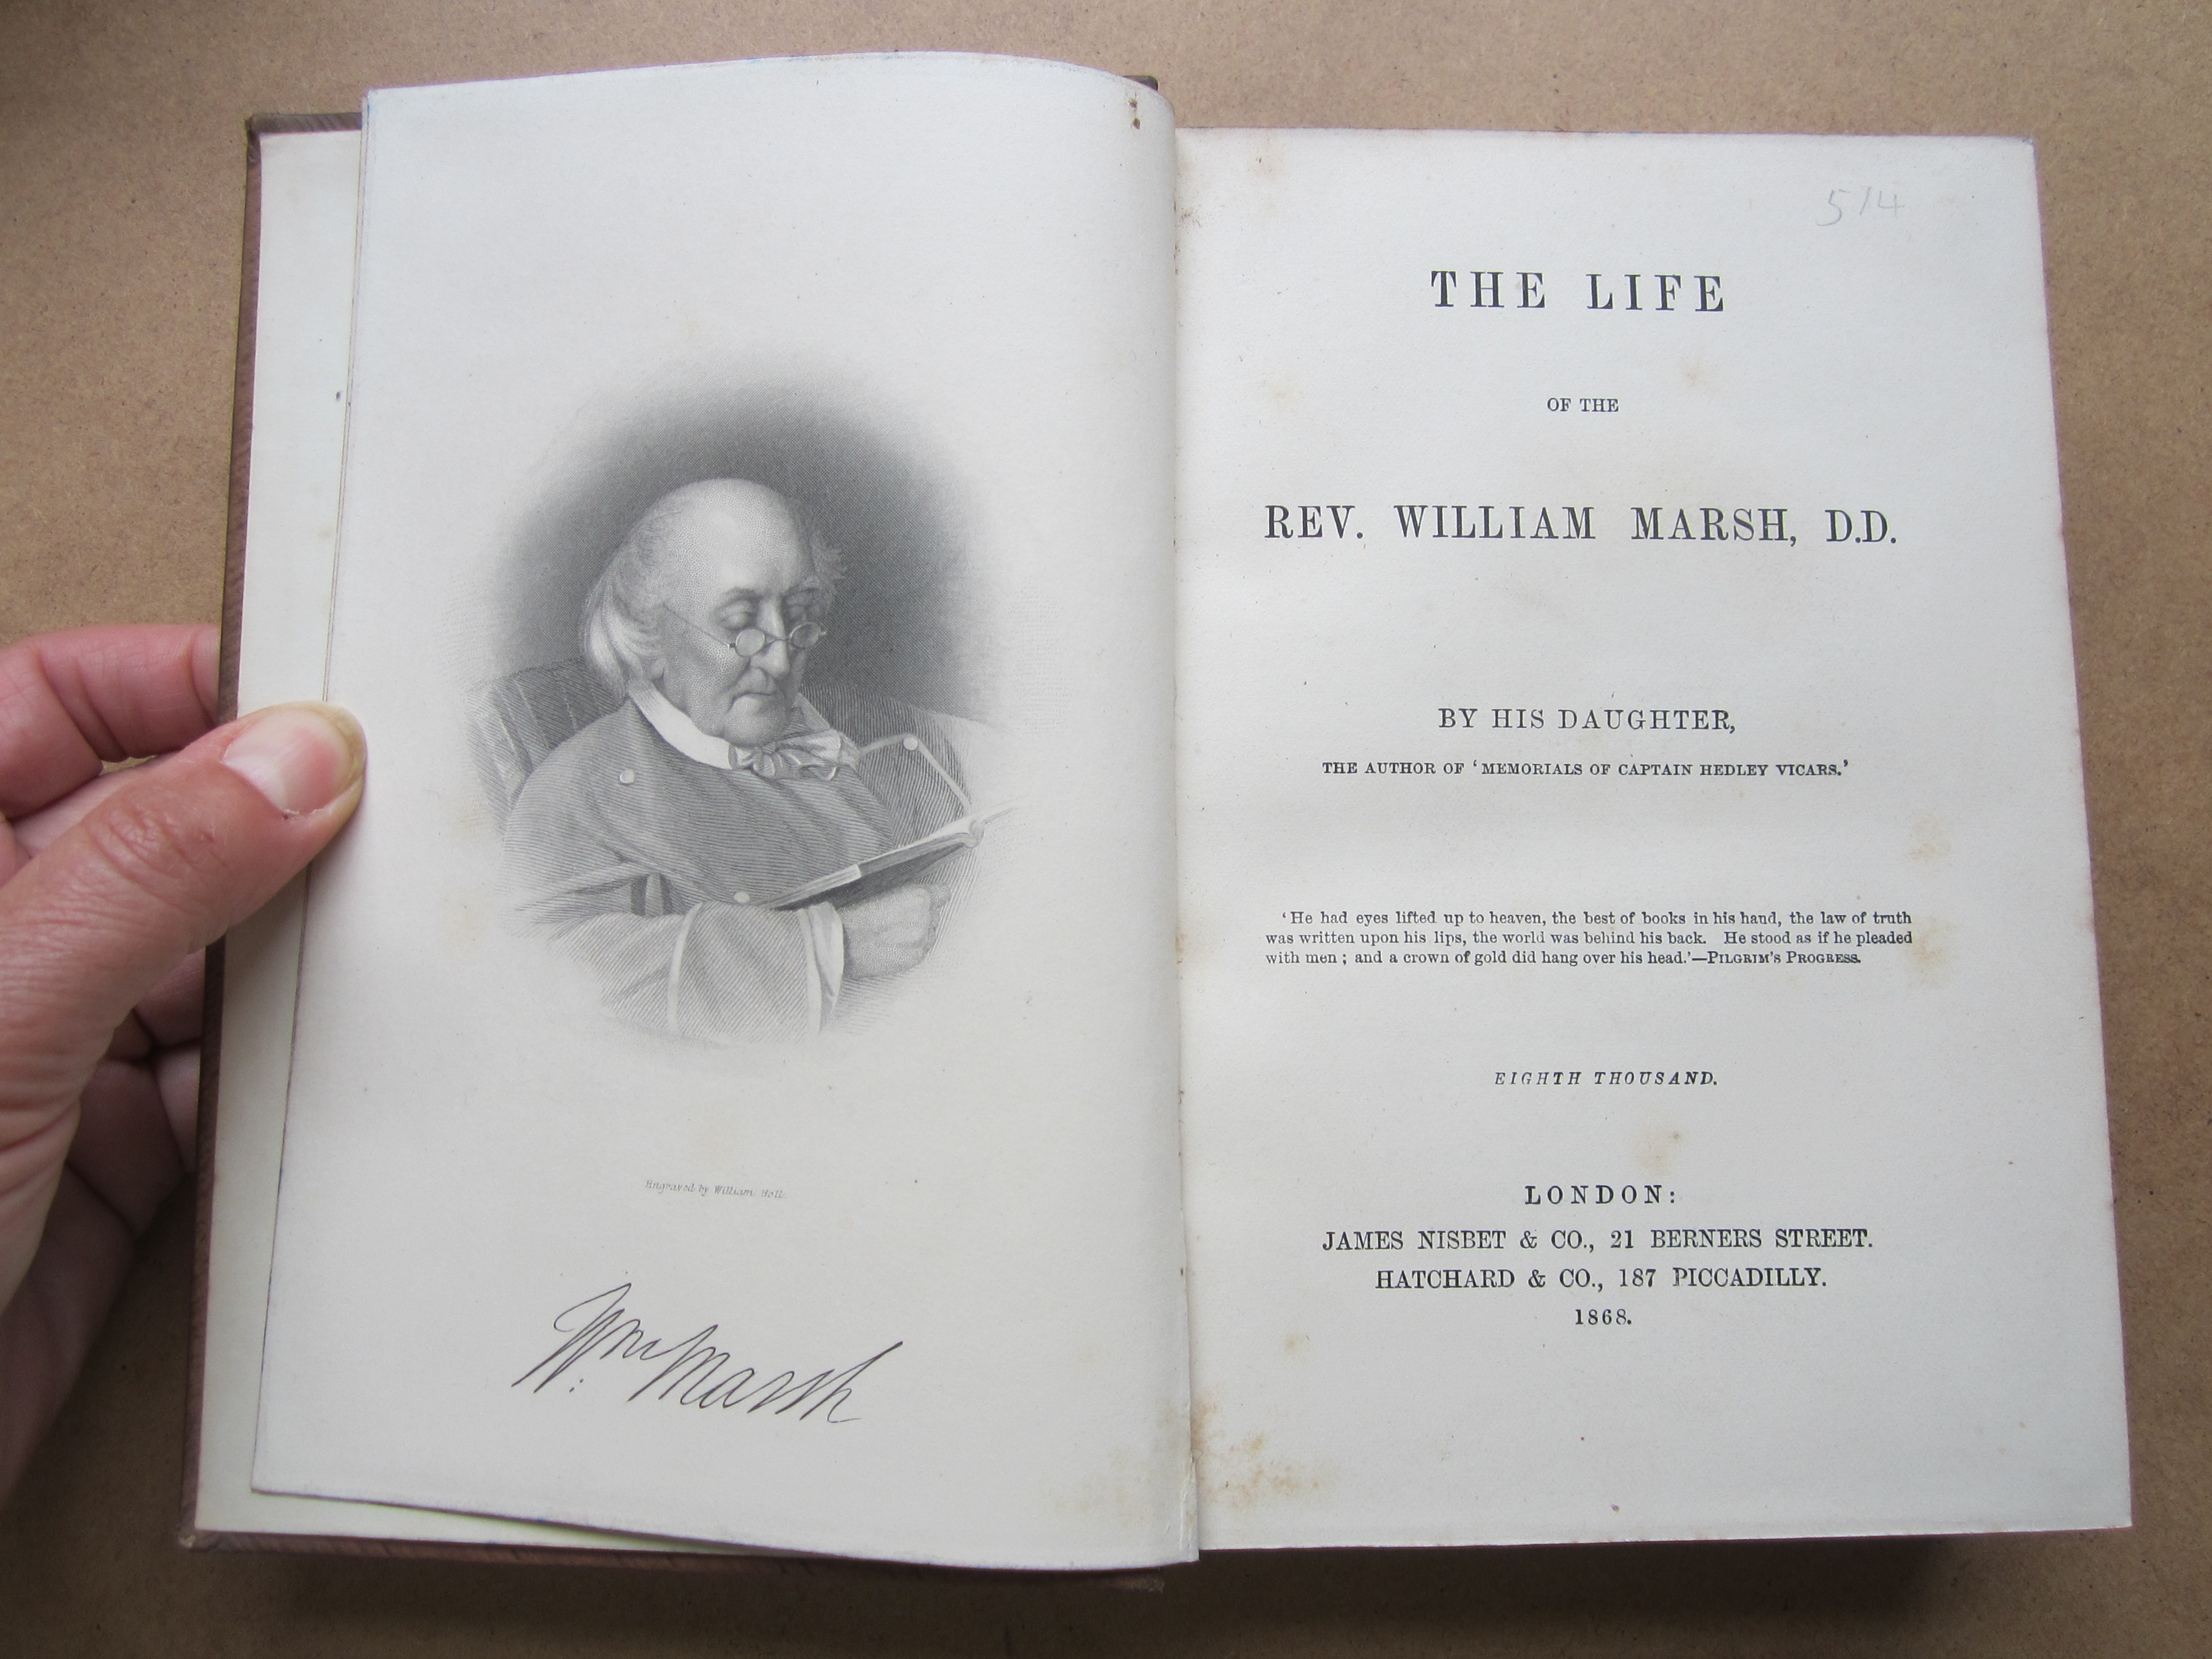 Engraved by William Holl.
Wm Marsh
5/4
THE LIFE
OF THE
REV. WILLIAM MARSH, D.D.
BY HIS DAUGHTER,
THE AUTHOR OF ‘MEMORIALS OF CAPTAIN HEDLEY VICARS.’
‘He had eyes lifted up to heaven, the best of books in his hand, the law of truth
was written upon his lips, the world was behind his back. He stood as if he pleaded
with men; and a crown of gold did hang over his head.’—PILGRIM’S PROGRESS.
EIGHTH THOUSAND.
LONDON:
JAMES NISBET & CO., 21 BERNERS STREET.
HATCHARD & CO., 187 PICCADILLY.
1868.